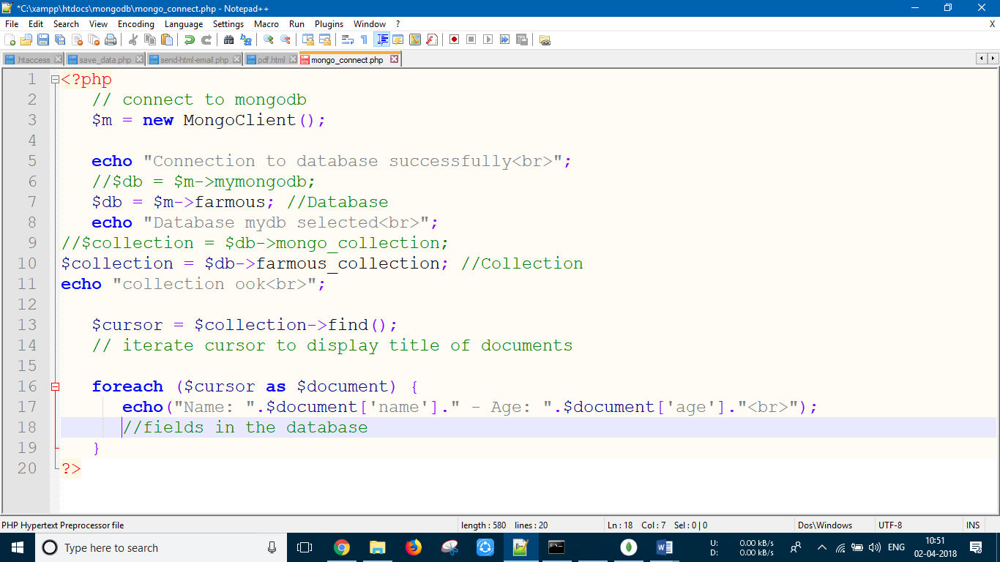 *C:\xampp\htdocs\mongodb\mongo_connect.php - Notepad++
File Edit Search View Encoding Language Settings Macro Run Plugins Window ? X
.htaccess save_data.php send-html-email.php pdf.html mongo_connect.php
1 <?php
2 // connect to mongodb
3 $m = new MongoClient();
4
5 echo "Connection to database successfully<br>";
6 //$db = $m->mymongodb;
7 $db = $m->farmous; //Database
8 echo "Database mydb selected<br>";
9 //$collection = $db->mongo_collection;
10 $collection = $db->farmous_collection; //Collection
11 echo "collection ook<br>";
12
13 $cursor = $collection->find();
14 // iterate cursor to display title of documents
15
16 foreach ($cursor as $document) {
17 echo("Name: ".$document['name']." - Age: ".$document['age']."<br>");
18 //fields in the database
19 }
20 ?>
PHP Hypertext Preprocessor file length : 580 lines : 20 Ln : 18 Col : 7 Sel : 0 | 0 Dos\Windows UTF-8 INS
Type here to search U: 0.00 kB/s ENG 10:51
D: 0.00 kB/s 02-04-2018